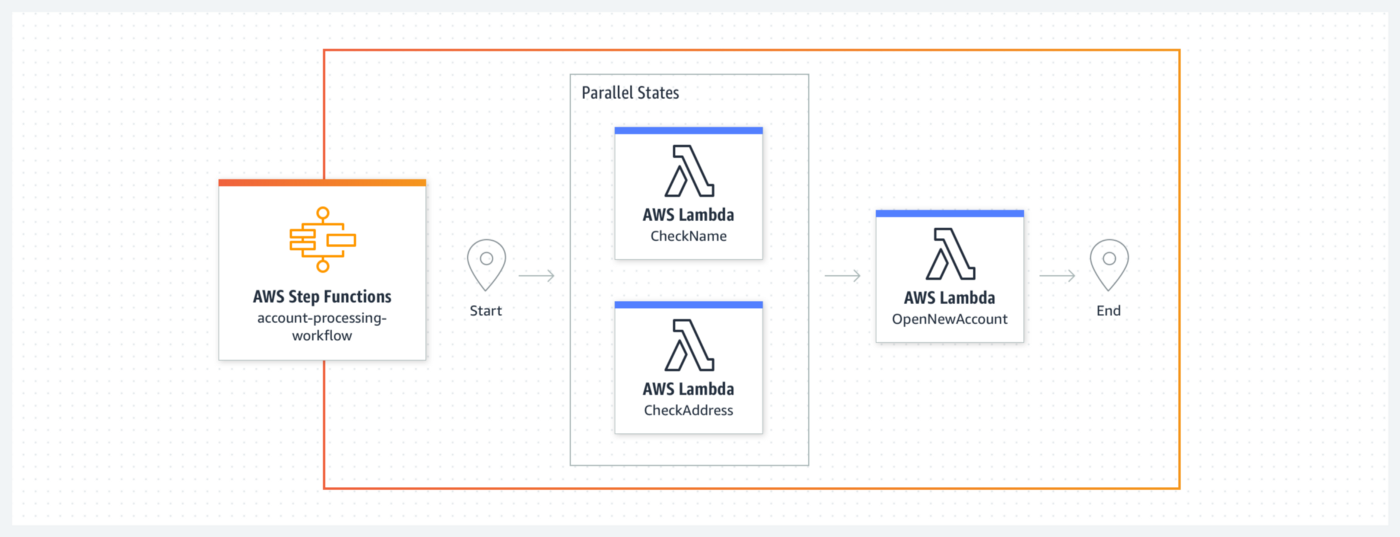 Parallel States
AWS Lambda
CheckName
AWS Step Functions
account-processing-
workflow
Start
AWS Lambda
CheckAddress
AWS Lambda
OpenNewAccount
End